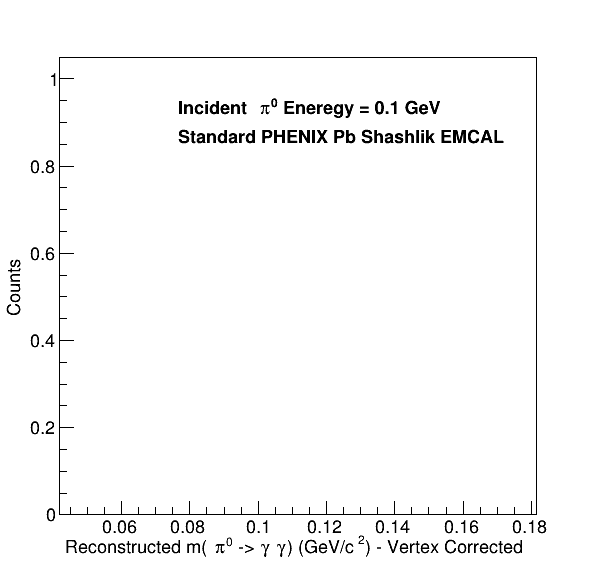 1
Incident π⁰ Eneregy = 0.1 GeV
Standard PHENIX Pb Shashlik EMCAL
0.8
0.6
Counts
0.4
0.2
0
0.06 0.08 0.1 0.12 0.14 0.16 0.18
Reconstructed m( π⁰ -> γ γ) (GeV/c²) - Vertex Corrected